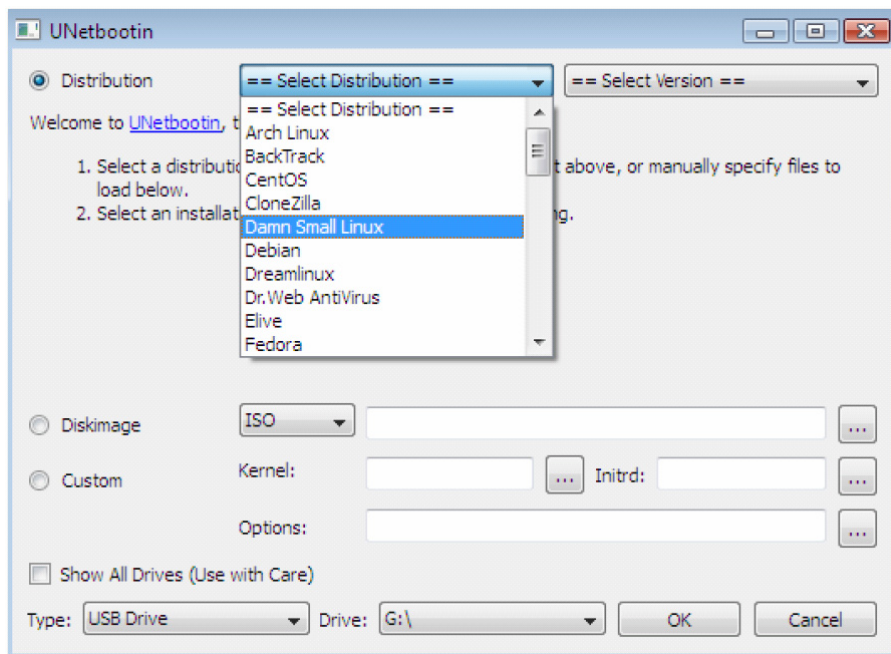 UNetbootin
Distribution == Select Distribution == == Select Version ==
== Select Distribution ==
Welcome to UNetbootin, t
Arch Linux
BackTrack
1. Select a distributio t above, or manually specify files to
CentOS
load below.
CloneZilla
2. Select an installat ng.
Damn Small Linux
Debian
Dreamlinux
Dr.Web AntiVirus
Elive
Fedora
Diskimage ISO ...
Custom Kernel: ... Initrd: ...
Options: ...
Show All Drives (Use with Care)
Type: USB Drive Drive: G:\ OK Cancel